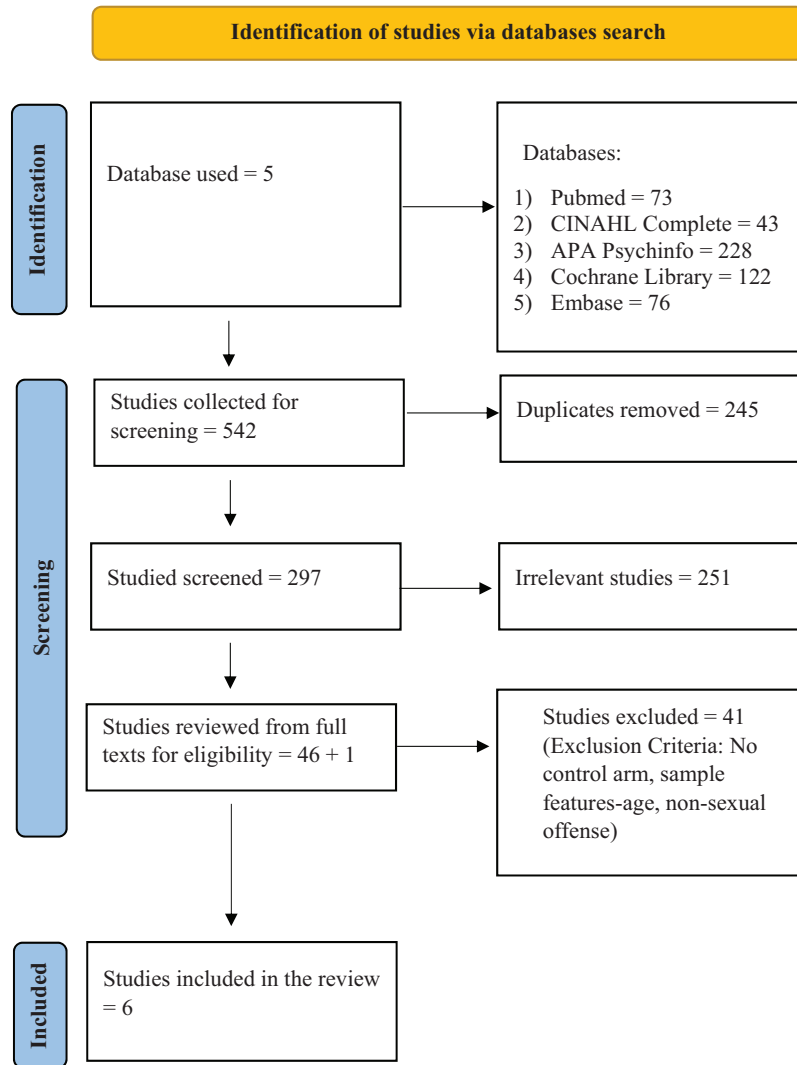 Identification of studies via databases search
Identification
Database used = 5
Databases:
1) Pubmed = 73
2) CINAHL Complete = 43
3) APA Psychinfo = 228
4) Cochrane Library = 122
5) Embase = 76
Screening
Studies collected for
screening = 542
Duplicates removed = 245
Studied screened = 297
Irrelevant studies = 251
Studies reviewed from full
texts for eligibility = 46 + 1
Studies excluded = 41
(Exclusion Criteria: No
control arm, sample
features-age, non-sexual
offense)
Included
Studies included in the review
= 6